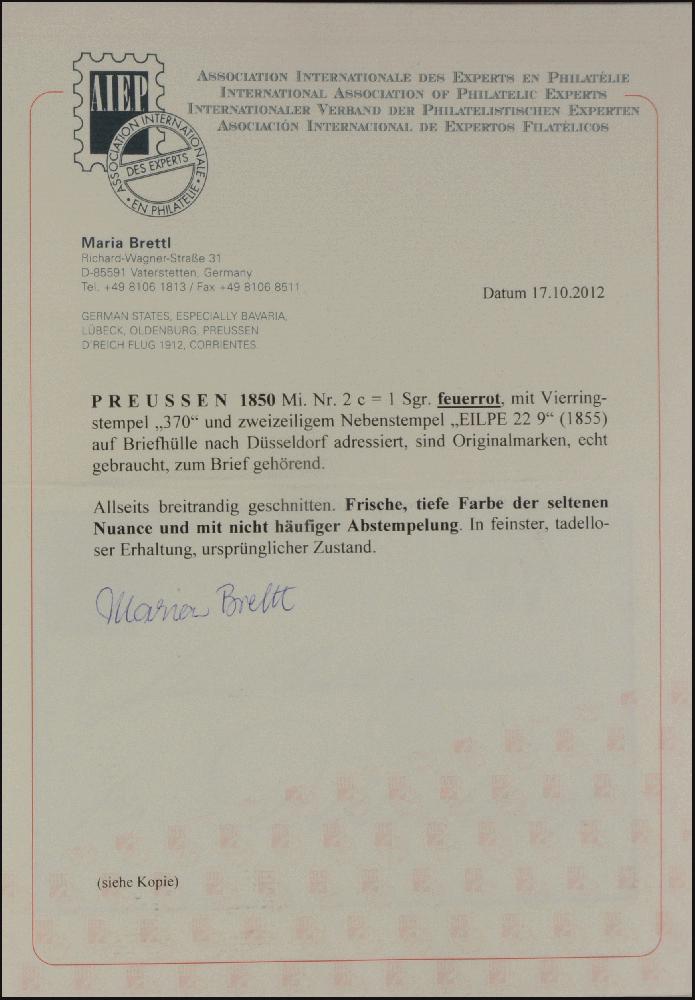 AIEP
ASSOCIATION INTERNATIONALE
DES EXPERTS
• EN PHILATELIE •
ASSOCIATION INTERNATIONALE DES EXPERTS EN PHILATÉLIE
INTERNATIONAL ASSOCIATION OF PHILATELIC EXPERTS
INTERNATIONALER VERBAND DER PHILATELISTISCHEN EXPERTEN
ASOCIACIÓN INTERNACIONAL DE EXPERTOS FILATÉLICOS
Maria Brettl
Richard-Wagner-Straße 31
D-85591 Vaterstetten, Germany
Tel. +49 8106 1813 / Fax +49 8106 8511
Datum 17.10.2012
GERMAN STATES, ESPECIALLY BAVARIA,
LÜBECK, OLDENBURG, PREUSSEN
D'REICH FLUG 1912, CORRIENTES.
P R E U S S E N 1850 Mi. Nr. 2 c = 1 Sgr. feuerrot, mit Vierring-
stempel „370“ und zweizeiligem Nebenstempel „EILPE 22 9“ (1855)
auf Briefhülle nach Düsseldorf adressiert, sind Originalmarken, echt
gebraucht, zum Brief gehörend.
Allseits breitrandig geschnitten. Frische, tiefe Farbe der seltenen
Nuance und mit nicht häufiger Abstempelung. In feinster, tadello-
ser Erhaltung, ursprünglicher Zustand.
Maria Brettl
(siehe Kopie)